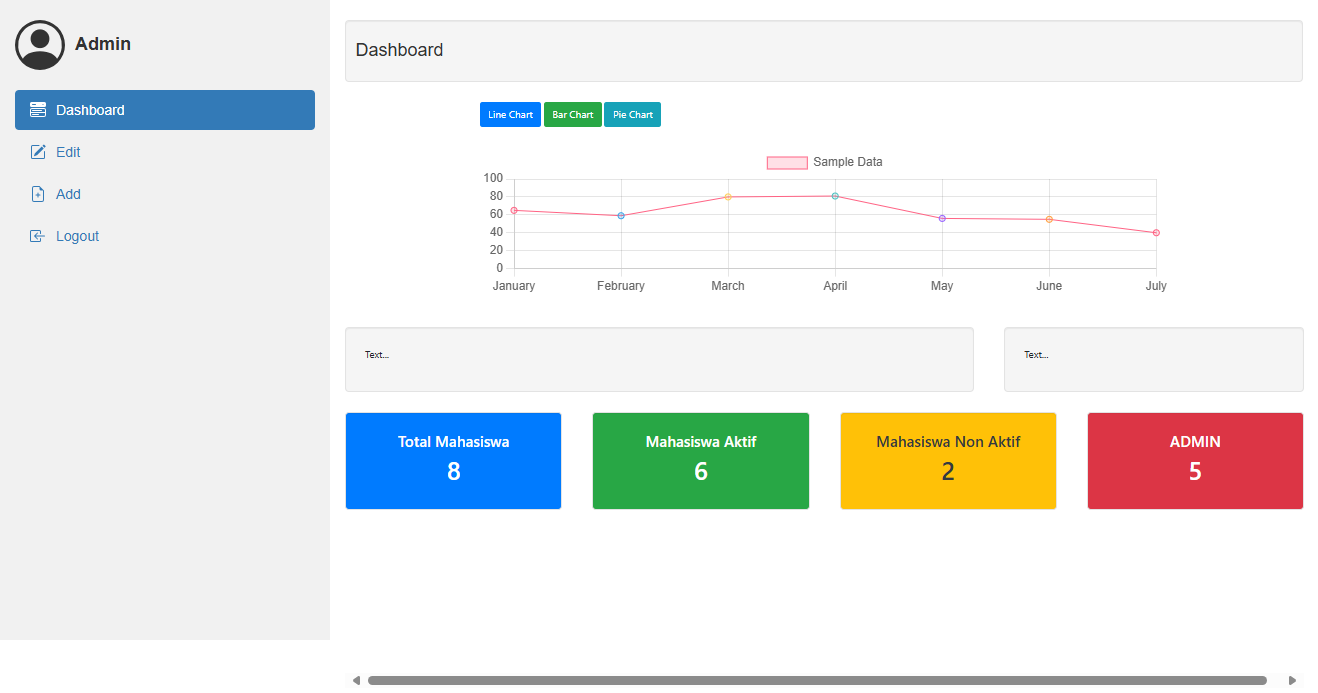 Admin
Dashboard
Edit
Add
Logout
Dashboard
Line Chart Bar Chart Pie Chart
Sample Data
100
80
60
40
20
0
January February March April May June July
Text...
Text...
Total Mahasiswa
8
Mahasiswa Aktif
6
Mahasiswa Non Aktif
2
ADMIN
5